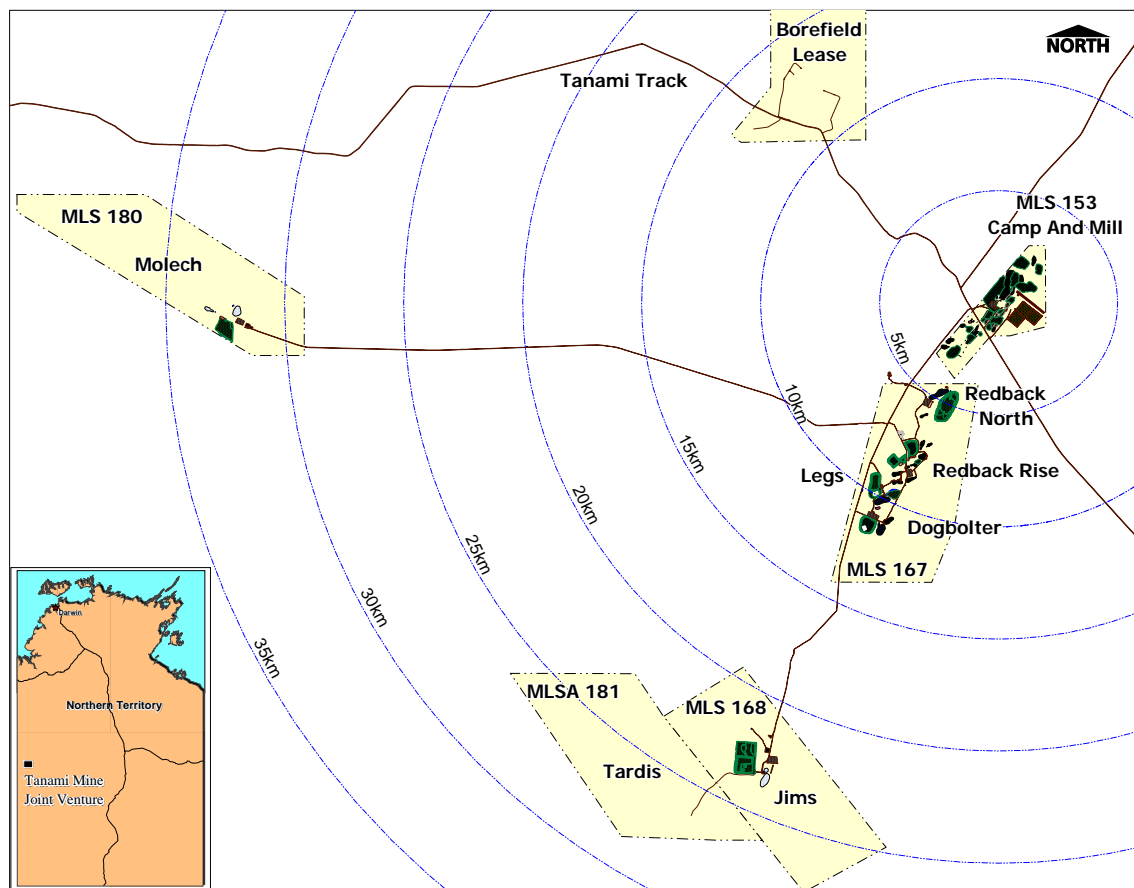 Borefield
Lease
NORTH
Tanami Track
MLS 153
Camp And Mill
MLS 180
Molech
5km
10km
15km
20km
25km
30km
35km
Redback
North
Legs
Redback Rise
Dogbolter
MLS 167
MLSA 181
MLS 168
Tardis
Jims
Darwin
Northern Territory
Tanami Mine
Joint Venture